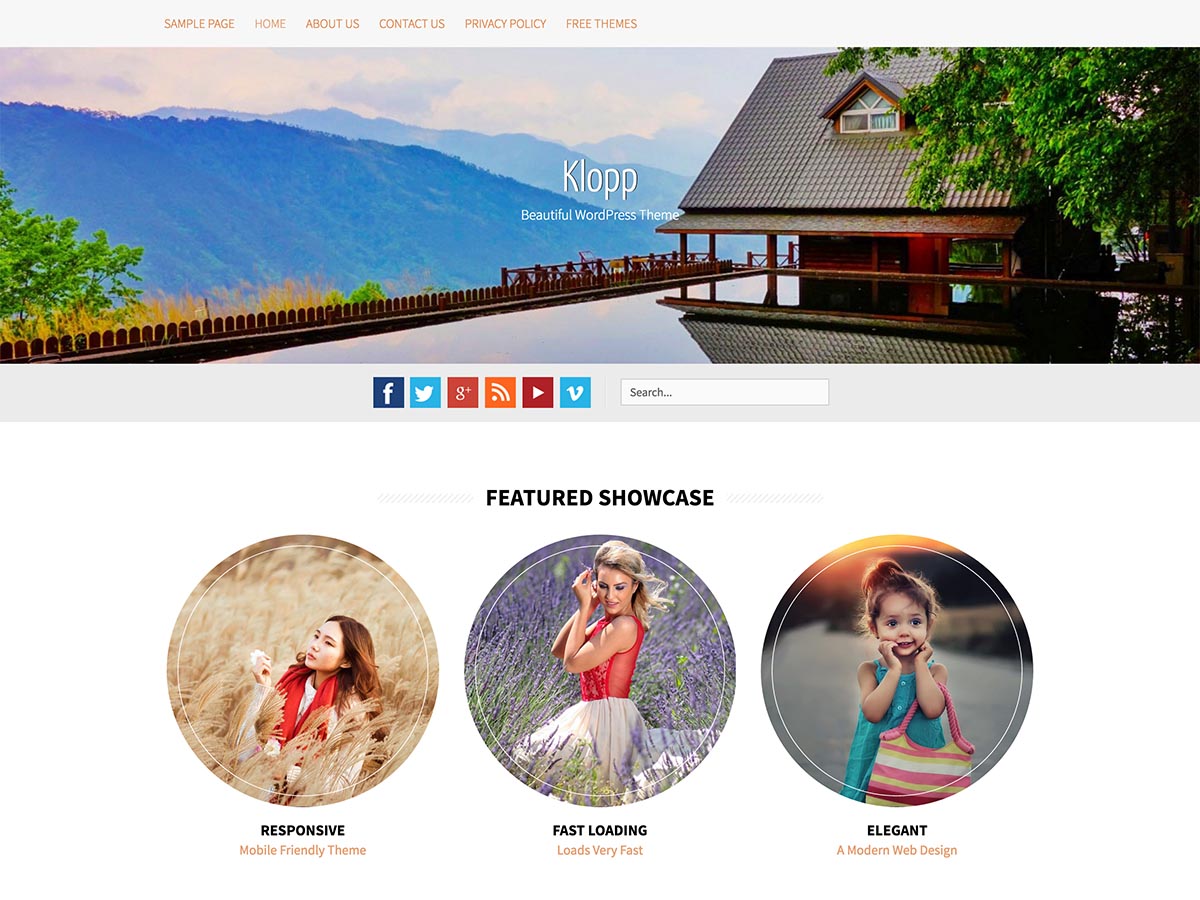 SAMPLE PAGE HOME ABOUT US CONTACT US PRIVACY POLICY FREE THEMES
Klopp
Beautiful WordPress Theme
f g+ v Search...
FEATURED SHOWCASE
RESPONSIVE FAST LOADING ELEGANT
Mobile Friendly Theme Loads Very Fast A Modern Web Design